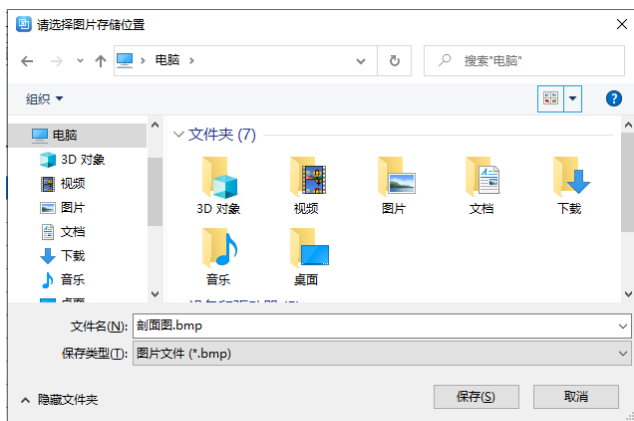 请选择图片存储位置
电脑
搜索"电脑"
组织
电脑
3D 对象
视频
图片
文档
下载
音乐
桌面
文件夹 (7)
3D 对象
视频
图片
文档
下载
音乐
桌面
文件名(N): 剖面图.bmp
保存类型(T): 图片文件 (*.bmp)
隐藏文件夹
保存(S)
取消